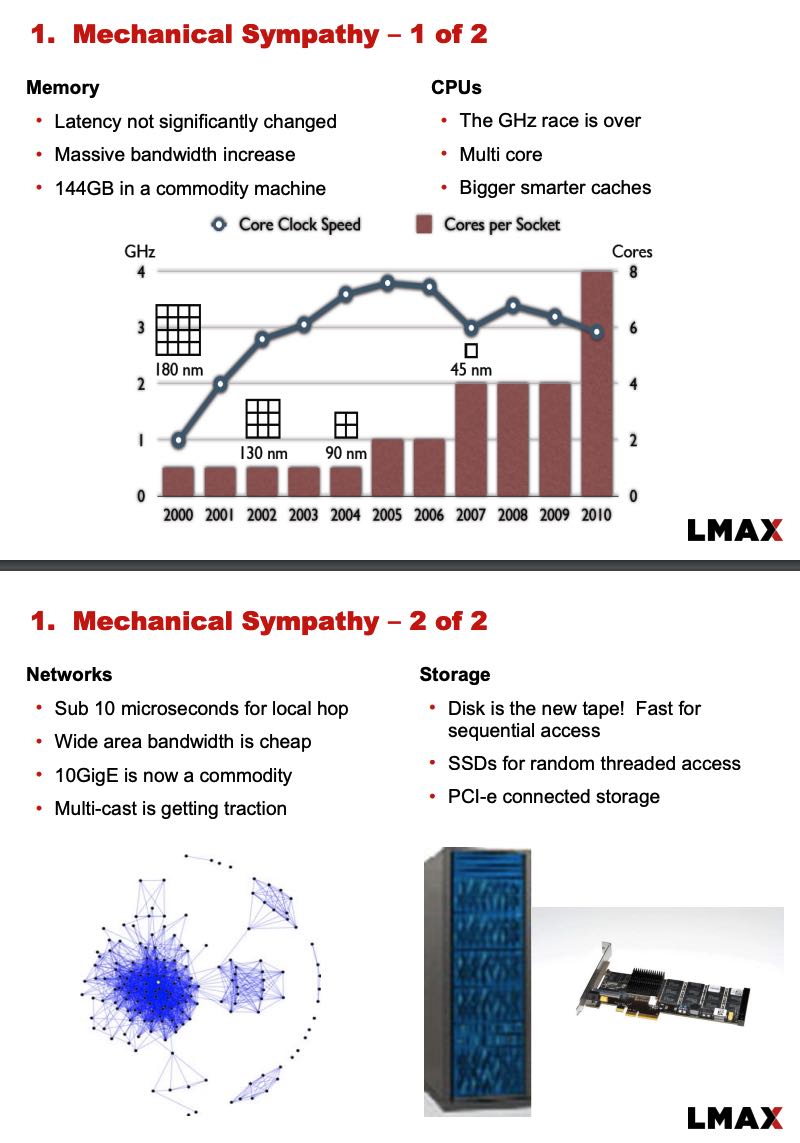 1. Mechanical Sympathy – 1 of 2
Memory
• Latency not significantly changed
• Massive bandwidth increase
• 144GB in a commodity machine
CPUs
• The GHz race is over
• Multi core
• Bigger smarter caches
Core Clock Speed
Cores per Socket
GHz
Cores
4
8
3
6
2
4
1
2
0
0
180 nm
130 nm
90 nm
45 nm
2000 2001 2002 2003 2004 2005 2006 2007 2008 2009 2010
LMAX
1. Mechanical Sympathy – 2 of 2
Networks
• Sub 10 microseconds for local hop
• Wide area bandwidth is cheap
• 10GigE is now a commodity
• Multi-cast is getting traction
Storage
• Disk is the new tape! Fast for
sequential access
• SSDs for random threaded access
• PCI-e connected storage
LMAX